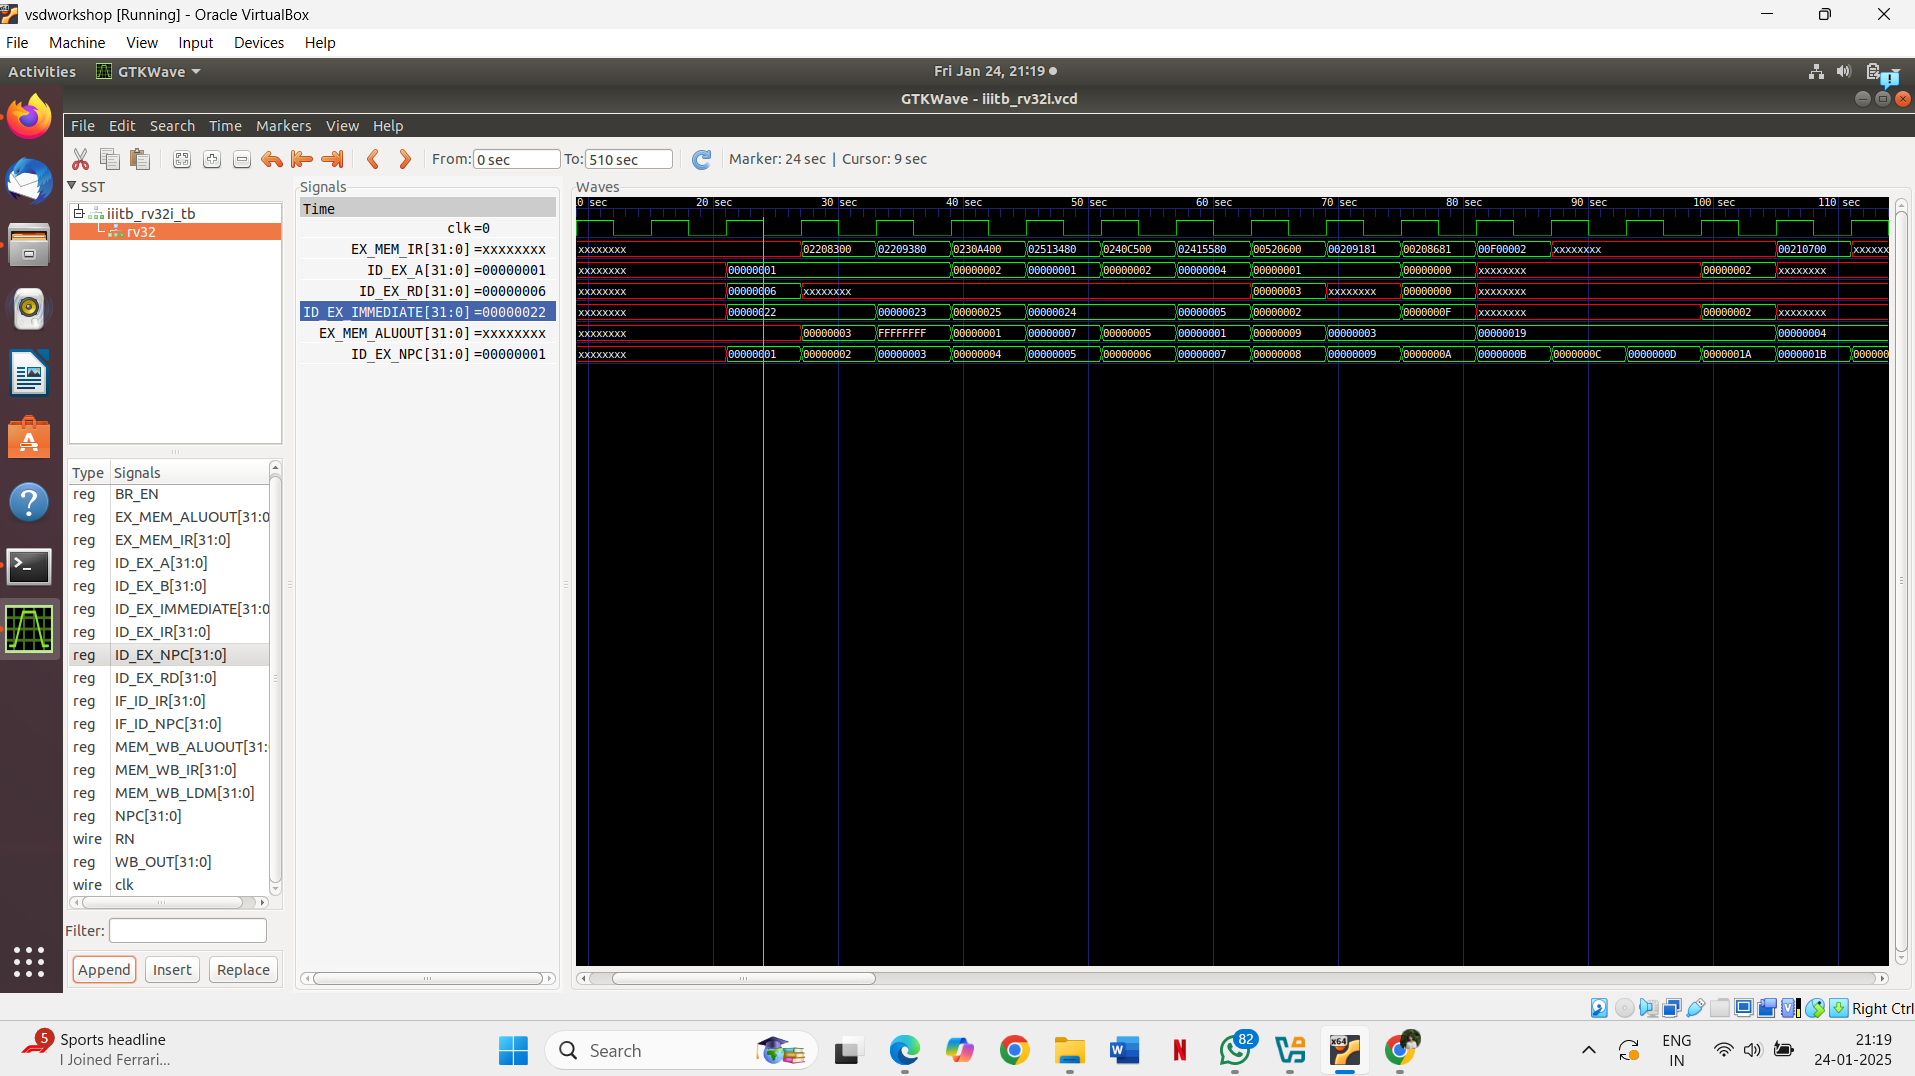 vsdworkshop [Running] - Oracle VirtualBox
File Machine View Input Devices Help
Activities GTKWave Fri Jan 24, 21:19
GTKWave - iiitb_rv32i.vcd
File Edit Search Time Markers View Help
From: 0 sec To: 510 sec Marker: 24 sec | Cursor: 9 sec
SST
iiitb_rv32i_tb
rv32
Type Signals
reg BR_EN
reg EX_MEM_ALUOUT[31:0
reg EX_MEM_IR[31:0]
reg ID_EX_A[31:0]
reg ID_EX_B[31:0]
reg ID_EX_IMMEDIATE[31:0
reg ID_EX_IR[31:0]
reg ID_EX_NPC[31:0]
reg ID_EX_RD[31:0]
reg IF_ID_IR[31:0]
reg IF_ID_NPC[31:0]
reg MEM_WB_ALUOUT[31:
reg MEM_WB_IR[31:0]
reg MEM_WB_LDM[31:0]
reg NPC[31:0]
wire RN
reg WB_OUT[31:0]
wire clk
Filter:
Append Insert Replace
Signals
Time
clk =0
EX_MEM_IR[31:0] =xxxxxxxx
ID_EX_A[31:0] =00000001
ID_EX_RD[31:0] =00000006
ID_EX_IMMEDIATE[31:0] =00000022
EX_MEM_ALUOUT[31:0] =xxxxxxxx
ID_EX_NPC[31:0] =00000001
Waves
10 sec 20 sec 30 sec 40 sec 50 sec 60 sec 70 sec 80 sec 90 sec 100 sec 110 sec
xxxxxxxx 02208300 02209380 0230A400 02513480 0240C500 02415580 00520600 00209181 00208681 00F00002 xxxxxxxx 00210700 xxxxxx
xxxxxxxx 00000001 00000002 00000001 00000002 00000004 00000001 00000000 xxxxxxxx 00000002 xxxxxxxx
xxxxxxxx 00000006 xxxxxxxx 00000003 xxxxxxxx 00000000 xxxxxxxx
xxxxxxxx 00000022 00000023 00000025 00000024 00000005 00000002 0000000F xxxxxxxx 00000002 xxxxxxxx
xxxxxxxx 00000003 FFFFFFFF 00000001 00000007 00000005 00000001 00000009 00000003 00000019 00000004
xxxxxxxx 00000001 00000002 00000003 00000004 00000005 00000006 00000007 00000008 00000009 0000000A 0000000B 0000000C 0000000D 0000001A 0000001B 000000
Right Ctrl
5
Sports headline
I Joined Ferrari...
Search
82
x64
ENG
IN
21:19
24-01-2025